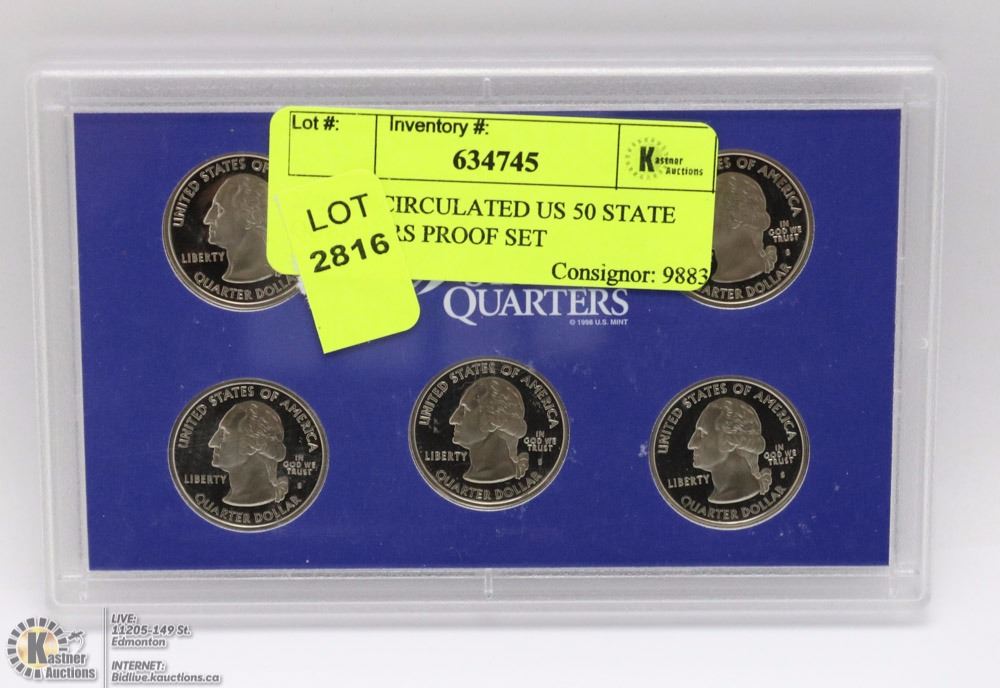 Lot #:
Inventory #:
634745
Kastner
Auctions
LOT
2816
CIRCULATED US 50 STATE
RS PROOF SET
Consignor: 9883
QUARTERS
© 1998 U.S. MINT
UNITED STATES OF
LIBERTY
QUARTER DOLLAR
OF AMERICA
IN
GOD WE
TRUST
S
QUARTER DOLLAR
UNITED STATES OF AMERICA
LIBERTY
IN
GOD WE
TRUST
S
QUARTER DOLLAR
UNITED STATES OF AMERICA
LIBERTY
IN
GOD WE
TRUST
S
QUARTER DOLLAR
UNITED STATES OF AMERICA
LIBERTY
IN
GOD WE
TRUST
S
QUARTER DOLLAR
Kastner
Auctions
LIVE:
11205-149 St.
Edmonton
INTERNET:
Bidlive.kauctions.ca